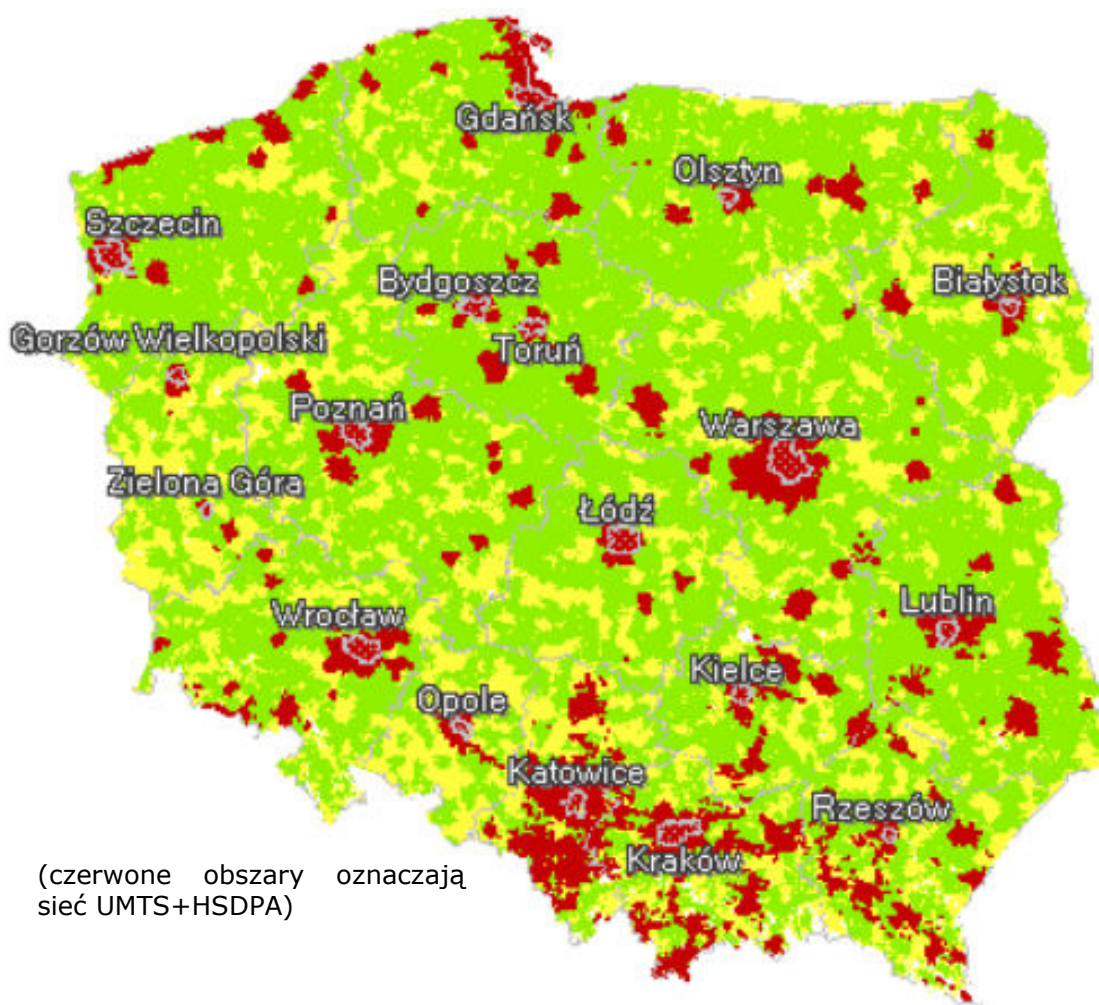 Gdańsk
Olsztyn
Szczecin
Bydgoszcz
Białystok
Gorzów Wielkopolski
Toruń
Poznań
Warszawa
Zielona Góra
Łódź
Lublin
Wrocław
Kielce
Opole
Katowice
Rzeszów
Kraków
(czerwone obszary oznaczają
sieć UMTS+HSDPA)